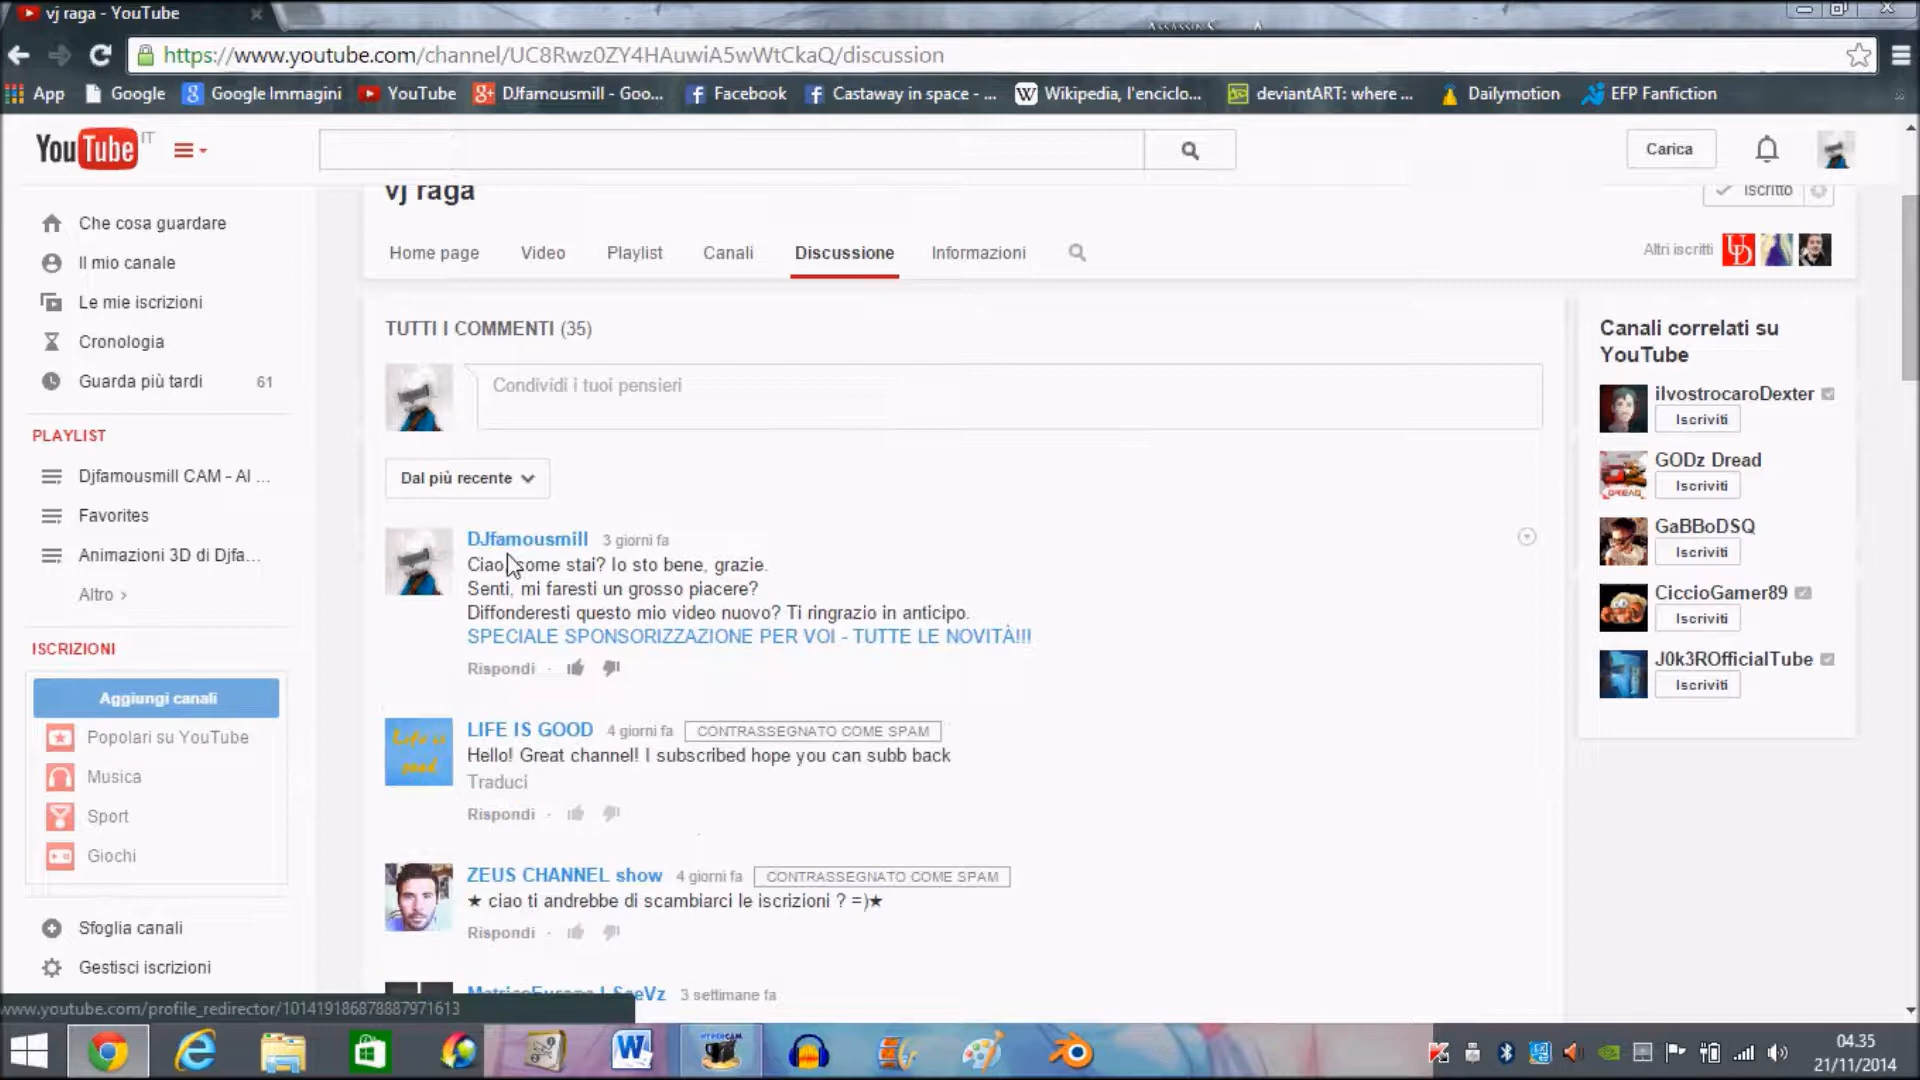 vj raga - YouTube
https://www.youtube.com/channel/UC8Rwz0ZY4HAuwiA5wWtCkaQ/discussion
App Google Google Immagini YouTube DJfamousmill - Goo... Facebook Castaway in space - ... Wikipedia, l'enciclo... deviantART: where ... Dailymotion EFP Fanfiction
YouTube IT
Carica
vj raga
Iscritto
Home page Video Playlist Canali Discussione Informazioni
Altri iscritti
Che cosa guardare
Il mio canale
Le mie iscrizioni
Cronologia
Guarda più tardi 61
PLAYLIST
Djfamousmill CAM - Al ...
Favorites
Animazioni 3D di Djfa...
Altro ›
ISCRIZIONI
Aggiungi canali
Popolari su YouTube
Musica
Sport
Giochi
Sfoglia canali
Gestisci iscrizioni
TUTTI I COMMENTI (35)
Condividi i tuoi pensieri
Dal più recente
DJfamousmill 3 giorni fa
Ciao, come stai? Io sto bene, grazie.
Senti, mi faresti un grosso piacere?
Diffonderesti questo mio video nuovo? Ti ringrazio in anticipo.
SPECIALE SPONSORIZZAZIONE PER VOI - TUTTE LE NOVITÀ!!!
Rispondi ·
Life is good
LIFE IS GOOD 4 giorni fa CONTRASSEGNATO COME SPAM
Hello! Great channel! I subscribed hope you can subb back
Traduci
Rispondi ·
ZEUS CHANNEL show 4 giorni fa CONTRASSEGNATO COME SPAM
★ ciao ti andrebbe di scambiarci le iscrizioni ? =)★
Rispondi ·
3 settimane fa
Canali correlati su
YouTube
ilvostrocaroDexter
Iscriviti
GODz Dread
Iscriviti
GaBBoDSQ
Iscriviti
CiccioGamer89
Iscriviti
J0k3ROfficialTube
Iscriviti
www.youtube.com/profile_redirector/101419186878887971613
HYPERCAM
04.35
21/11/2014